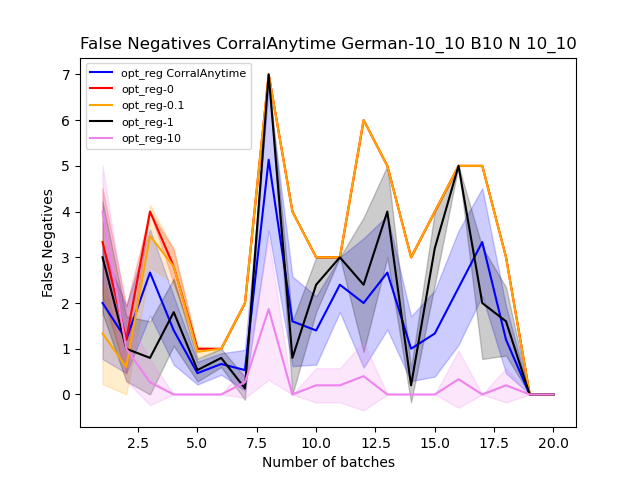 False Negatives CorralAnytime German-10_10 B10 N 10_10
opt_reg CorralAnytime
opt_reg-0
opt_reg-0.1
opt_reg-1
opt_reg-10
False Negatives
7
6
5
4
3
2
1
0
2.5 5.0 7.5 10.0 12.5 15.0 17.5 20.0
Number of batches